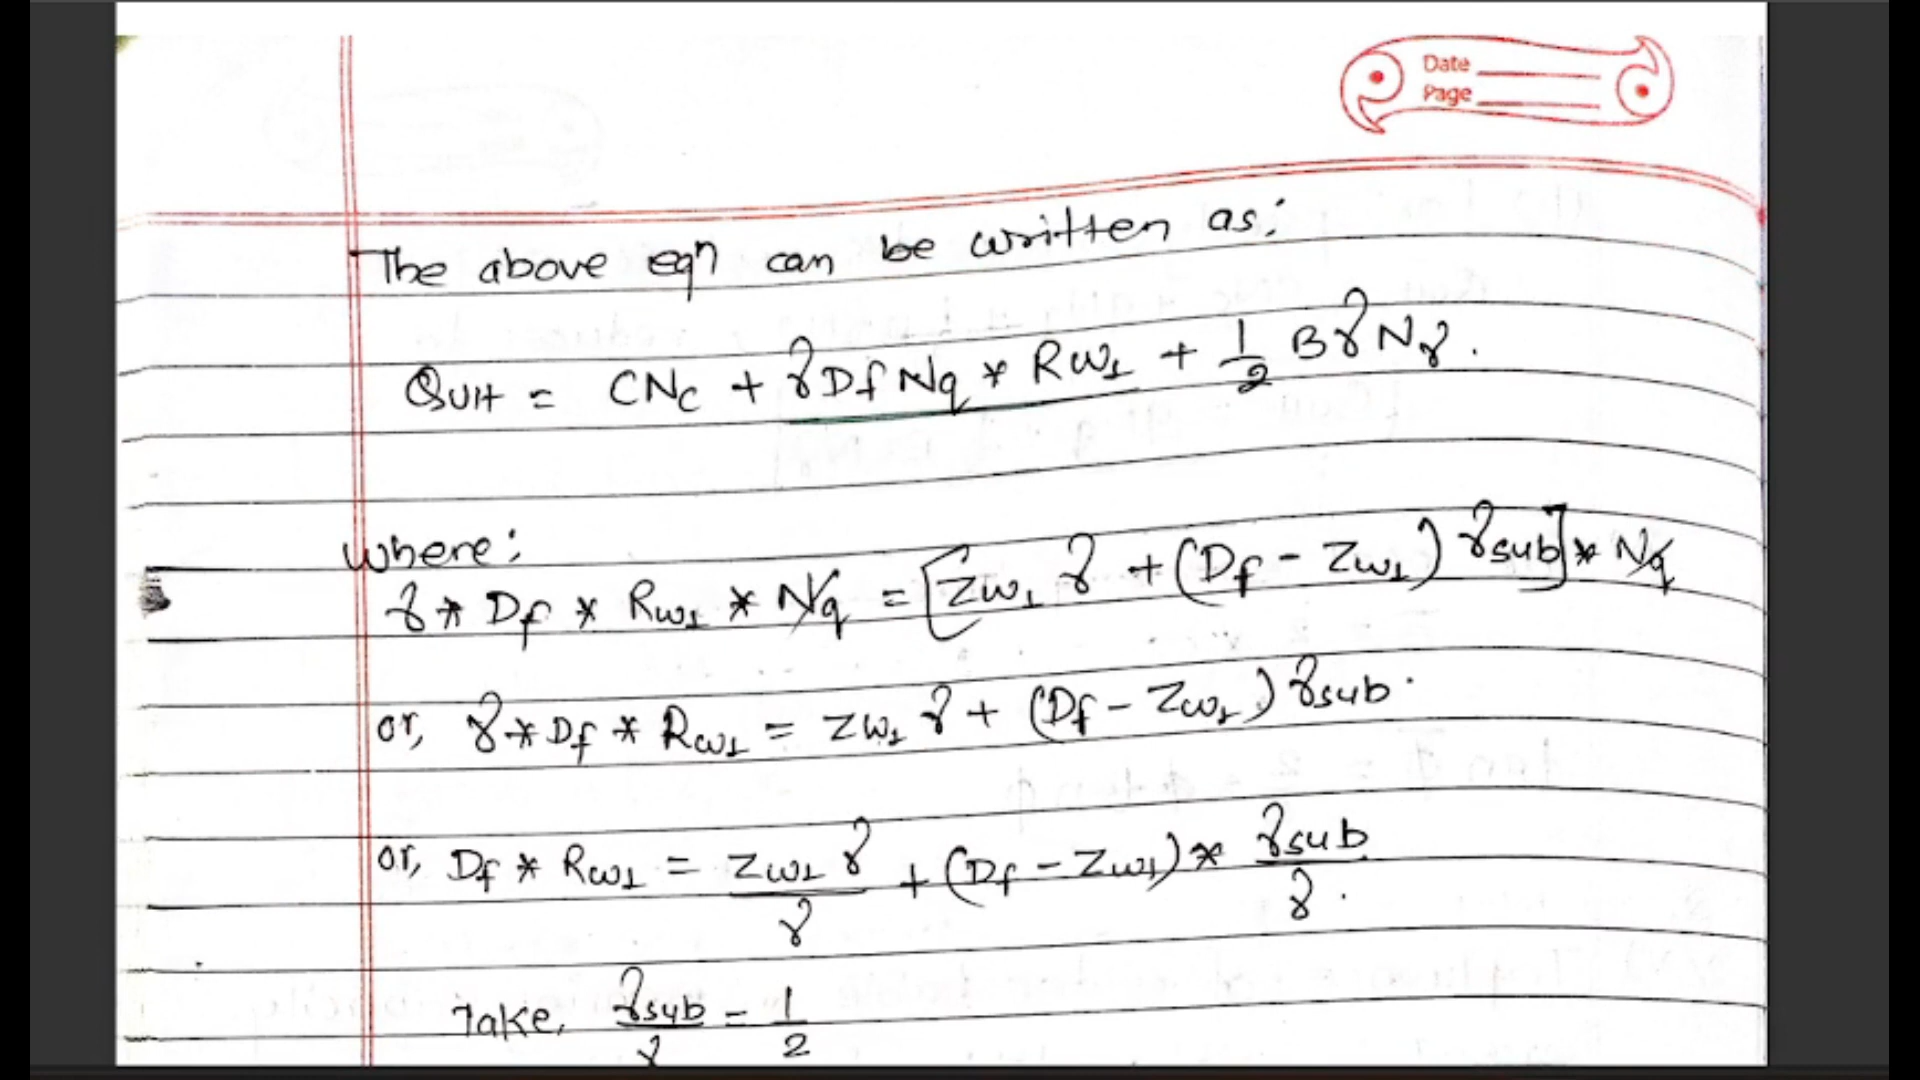 Date
Page
The above eqn can be written as:
Qult = CNc + γDfNq * Rw1 + 1/2 BγNγ.
where:
γ * Df * Rw1 * Nq = [Zw1 γ + (Df - Zw1) γsub] * Nq
or, γ * Df * Rw1 = Zw1 γ + (Df - Zw1) γsub.
or, Df * Rw1 = Zw1 γ/γ + (Df - Zw1) * γsub/γ.
Take, γsub/γ = 1/2